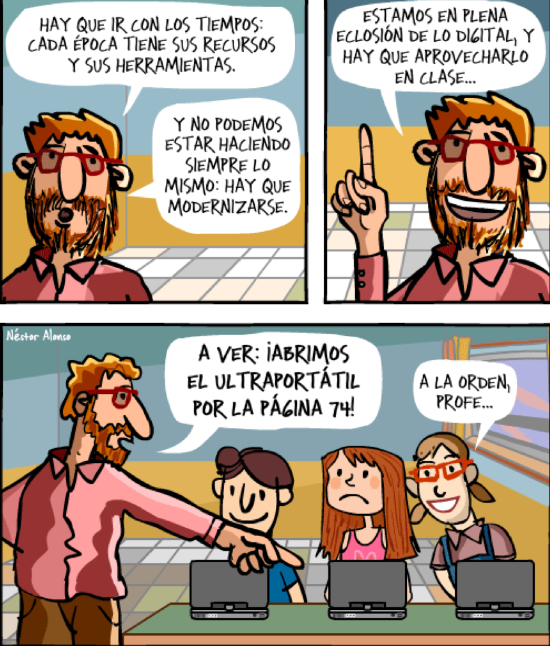 HAY QUE IR CON LOS TIEMPOS:
CADA ÉPOCA TIENE SUS RECURSOS
Y SUS HERRAMIENTAS.
Y NO PODEMOS
ESTAR HACIENDO
SIEMPRE LO
MISMO: HAY QUE
MODERNIZARSE.
ESTAMOS EN PLENA
ECLOSIÓN DE LO DIGITAL, Y
HAY QUE APROVECHARLO
EN CLASE...
Néstor Alonso
A VER: ¡ABRIMOS
EL ULTRAPORTÁTIL
POR LA PÁGINA 74!
A LA ORDEN,
PROFE...